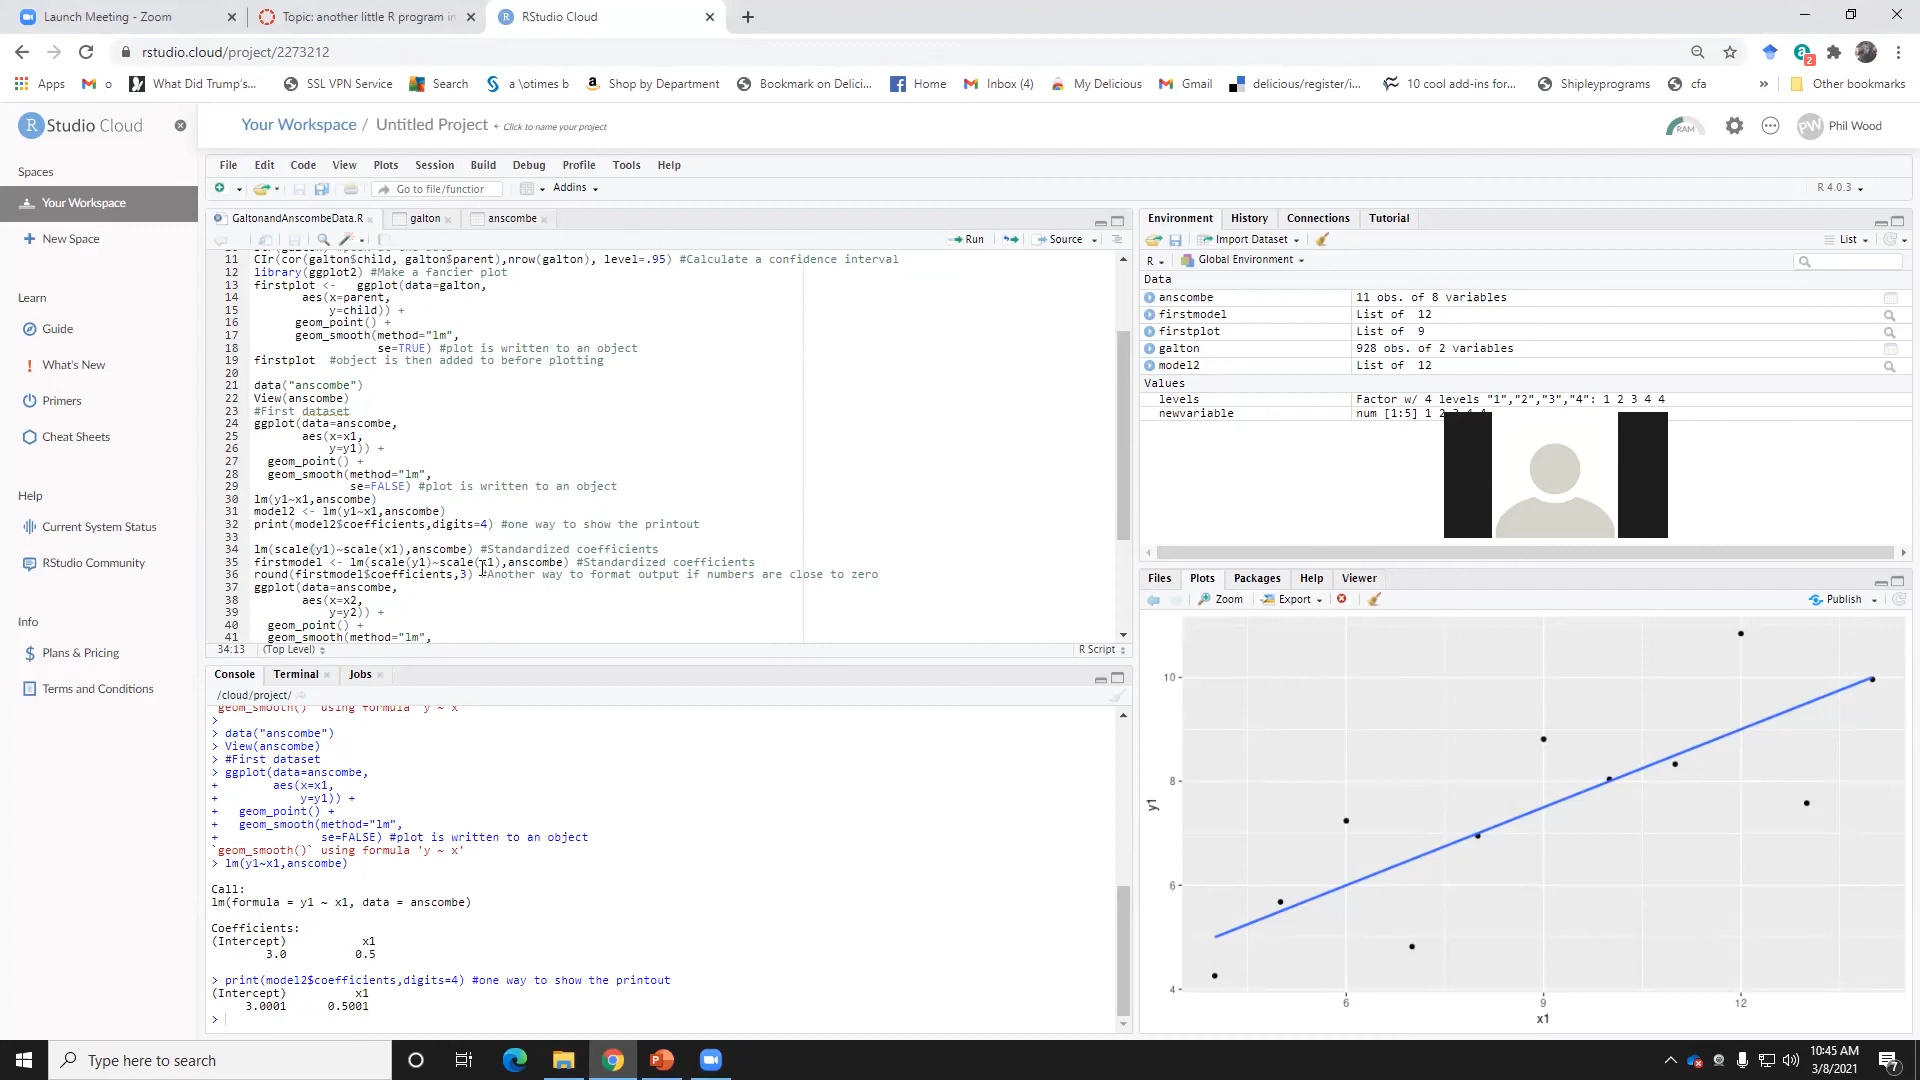 Launch Meeting - Zoom
Topic: another little R program in
RStudio Cloud
rstudio.cloud/project/2273212
2
Apps
o
What Did Trump's...
SSL VPN Service
Search
a \otimes b
Shop by Department
Bookmark on Delici...
Home
Inbox (4)
My Delicious
Gmail
delicious/register/i...
10 cool add-ins for...
Shipleyprograms
cfa
»
Other bookmarks
R Studio Cloud
Your Workspace / Untitled Project
Click to name your project
RAM
PW Phil Wood
Spaces
Your Workspace
New Space
Learn
Guide
What's New
Primers
Cheat Sheets
Help
Current System Status
RStudio Community
Info
Plans & Pricing
Terms and Conditions
File Edit Code View Plots Session Build Debug Profile Tools Help
Go to file/function
Addins
R 4.0.3
GaltonandAnscombeData.R
galton
anscombe
Run
Source
11 CIr(cor(galton$child, galton$parent),nrow(galton), level=.95) #Calculate a confidence interval
12 library(ggplot2) #Make a fancier plot
13 firstplot <-   ggplot(data=galton,
14        aes(x=parent,
15            y=child)) +
16       geom_point() +
17       geom_smooth(method="lm",
18                   se=TRUE) #plot is written to an object
19 firstplot  #object is then added to before plotting
20
21 data("anscombe")
22 View(anscombe)
23 #First dataset
24 ggplot(data=anscombe,
25        aes(x=x1,
26            y=y1)) +
27   geom_point() +
28   geom_smooth(method="lm",
29               se=FALSE) #plot is written to an object
30 lm(y1~x1,anscombe)
31 model2 <- lm(y1~x1,anscombe)
32 print(model2$coefficients,digits=4) #one way to show the printout
33
34 lm(scale(y1)~scale(x1),anscombe) #Standardized coefficients
35 firstmodel <- lm(scale(y1)~scale(x1),anscombe) #Standardized coefficients
36 round(firstmodel$coefficients,3) #Another way to format output if numbers are close to zero
37 ggplot(data=anscombe,
38        aes(x=x2,
39            y=y2)) +
40   geom_point() +
41   geom_smooth(method="lm",
34:13
(Top Level)
R Script
Console Terminal Jobs
/cloud/project/
`geom_smooth()` using formula 'y ~ x'
>
> data("anscombe")
> View(anscombe)
> #First dataset
> ggplot(data=anscombe,
+        aes(x=x1,
+            y=y1)) +
+   geom_point() +
+   geom_smooth(method="lm",
+               se=FALSE) #plot is written to an object
`geom_smooth()` using formula 'y ~ x'
> lm(y1~x1,anscombe)
Call:
lm(formula = y1 ~ x1, data = anscombe)
Coefficients:
(Intercept)           x1
3.0          0.5
> print(model2$coefficients,digits=4) #one way to show the printout
(Intercept)          x1
3.0001      0.5001
>
Environment History Connections Tutorial
Import Dataset
List
R
Global Environment
Data
anscombe 11 obs. of 8 variables
firstmodel List of 12
firstplot List of 9
galton 928 obs. of 2 variables
model2 List of 12
Values
levels Factor w/ 4 levels "1","2","3","4": 1 2 3 4 4
newvariable num [1:5] 1 2 3 4 4
Files Plots Packages Help Viewer
Zoom
Export
Publish
10
8
6
4
y1
6
9
12
x1
Type here to search
10:45 AM
3/8/2021
7